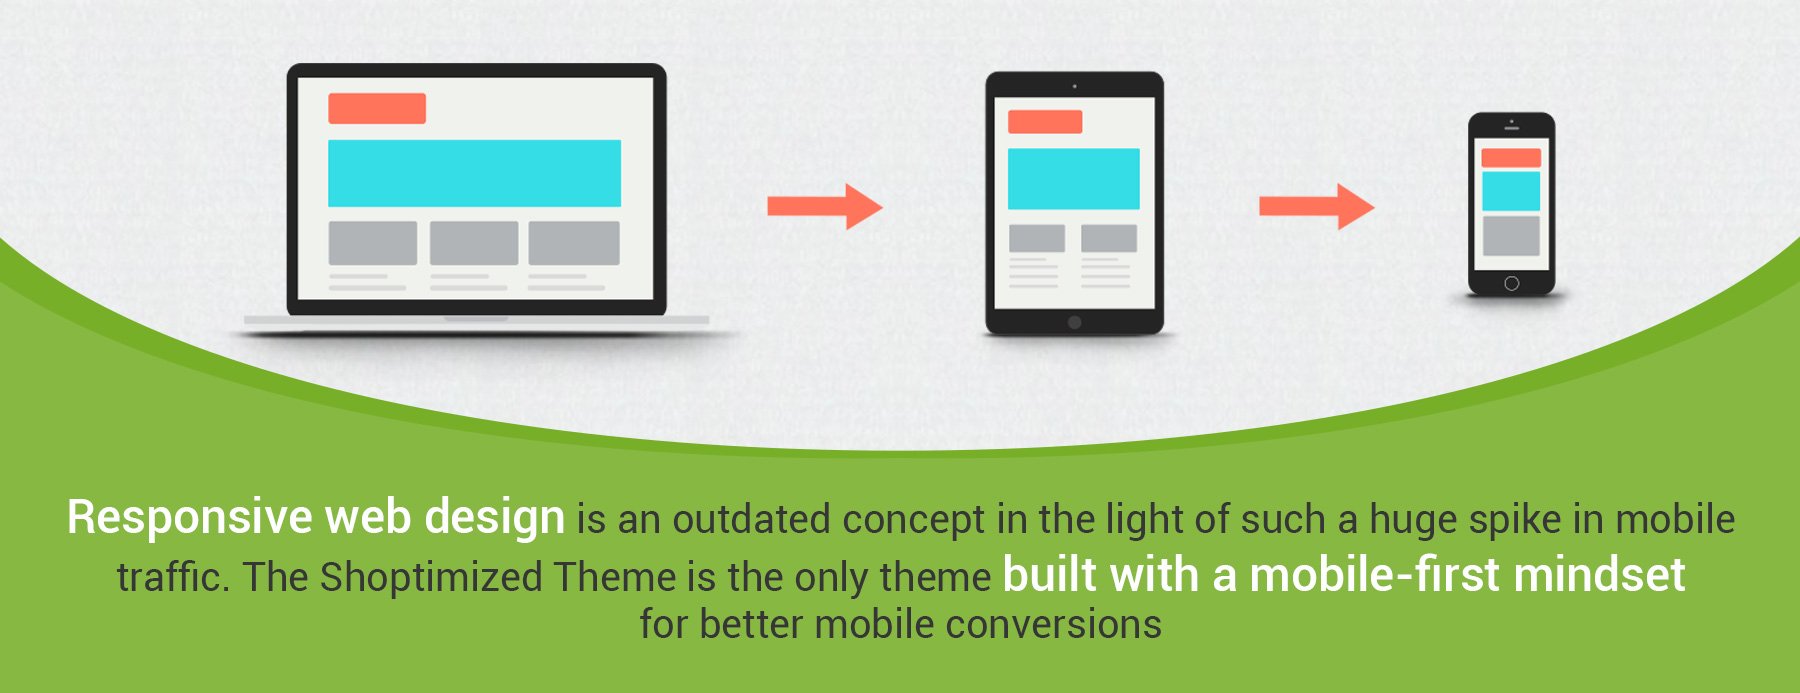 Responsive web design is an outdated concept in the light of such a huge spike in mobile
traffic. The Shoptimized Theme is the only theme built with a mobile-first mindset
for better mobile conversions